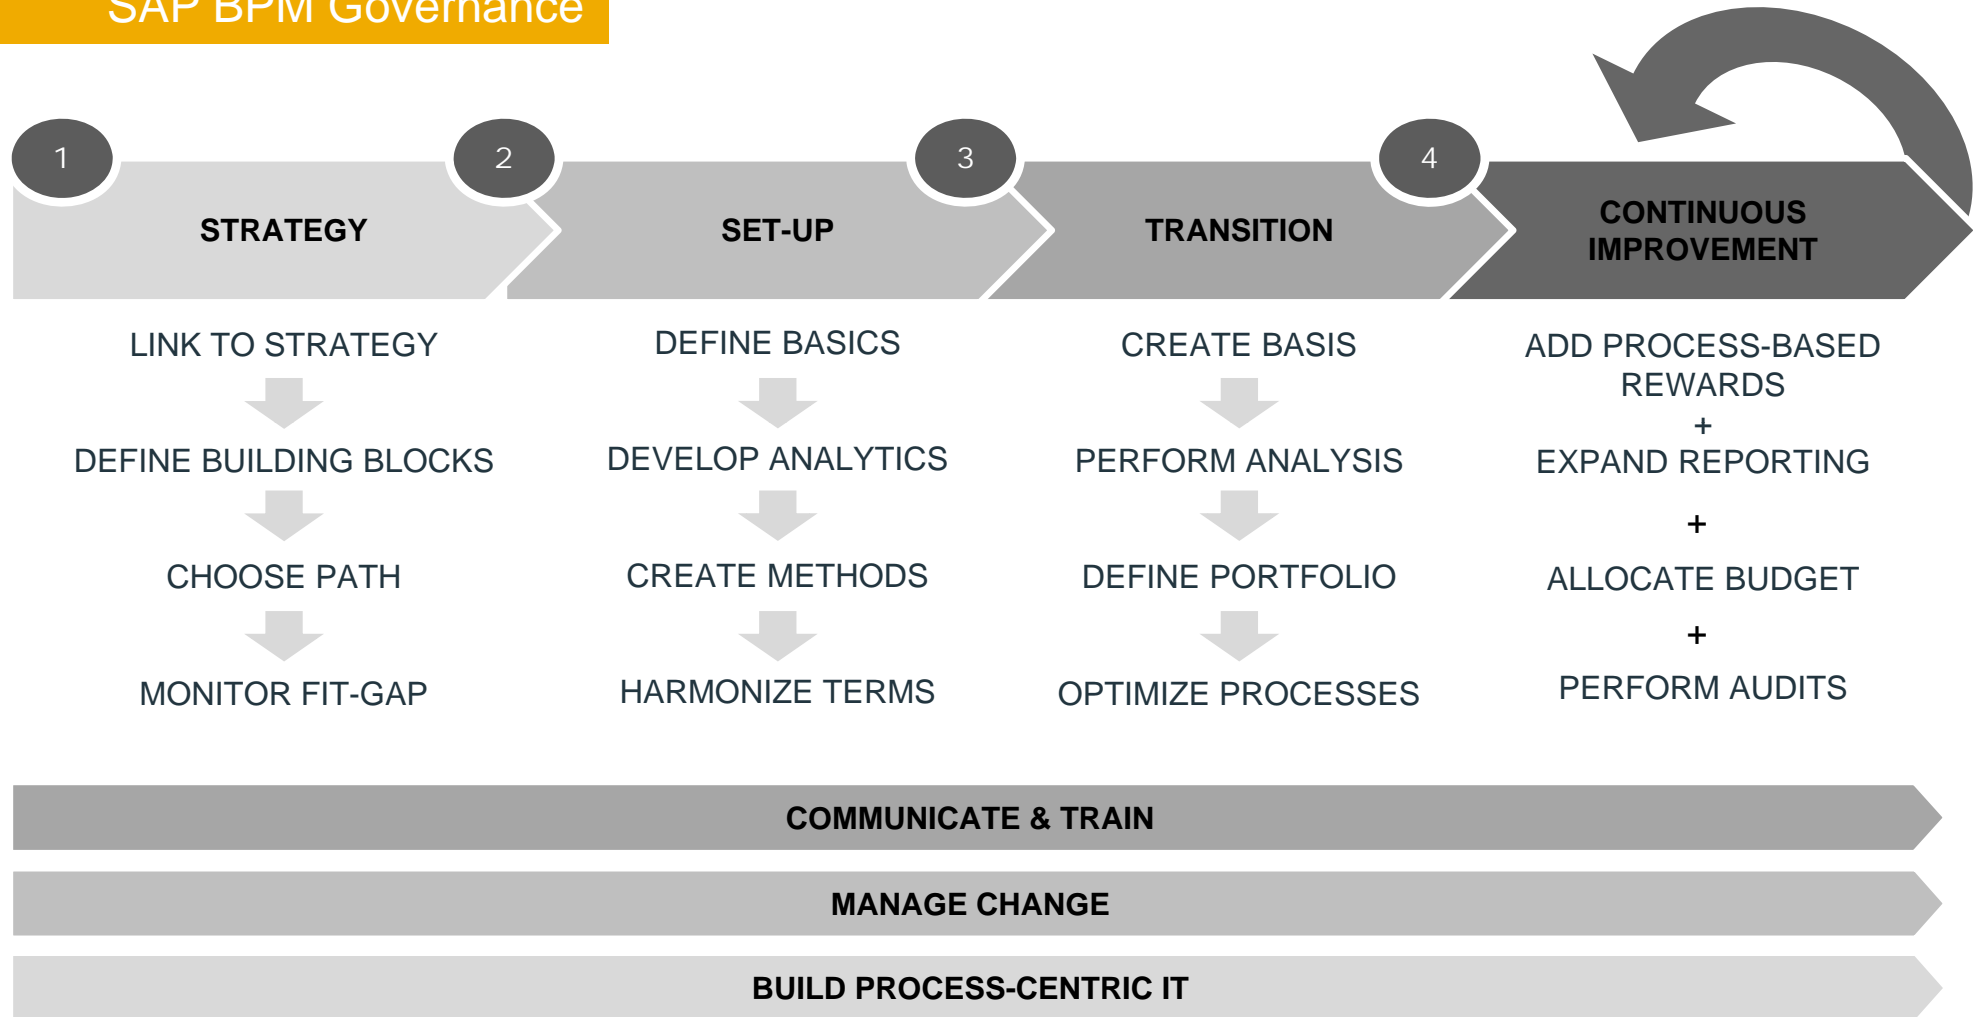 SAP BPM Governance
1
2
3
4
STRATEGY
SET-UP
TRANSITION
CONTINUOUS
IMPROVEMENT
LINK TO STRATEGY
DEFINE BUILDING BLOCKS
CHOOSE PATH
MONITOR FIT-GAP
DEFINE BASICS
DEVELOP ANALYTICS
CREATE METHODS
HARMONIZE TERMS
CREATE BASIS
PERFORM ANALYSIS
DEFINE PORTFOLIO
OPTIMIZE PROCESSES
ADD PROCESS-BASED
REWARDS
+
EXPAND REPORTING
+
ALLOCATE BUDGET
+
PERFORM AUDITS
COMMUNICATE & TRAIN
MANAGE CHANGE
BUILD PROCESS-CENTRIC IT